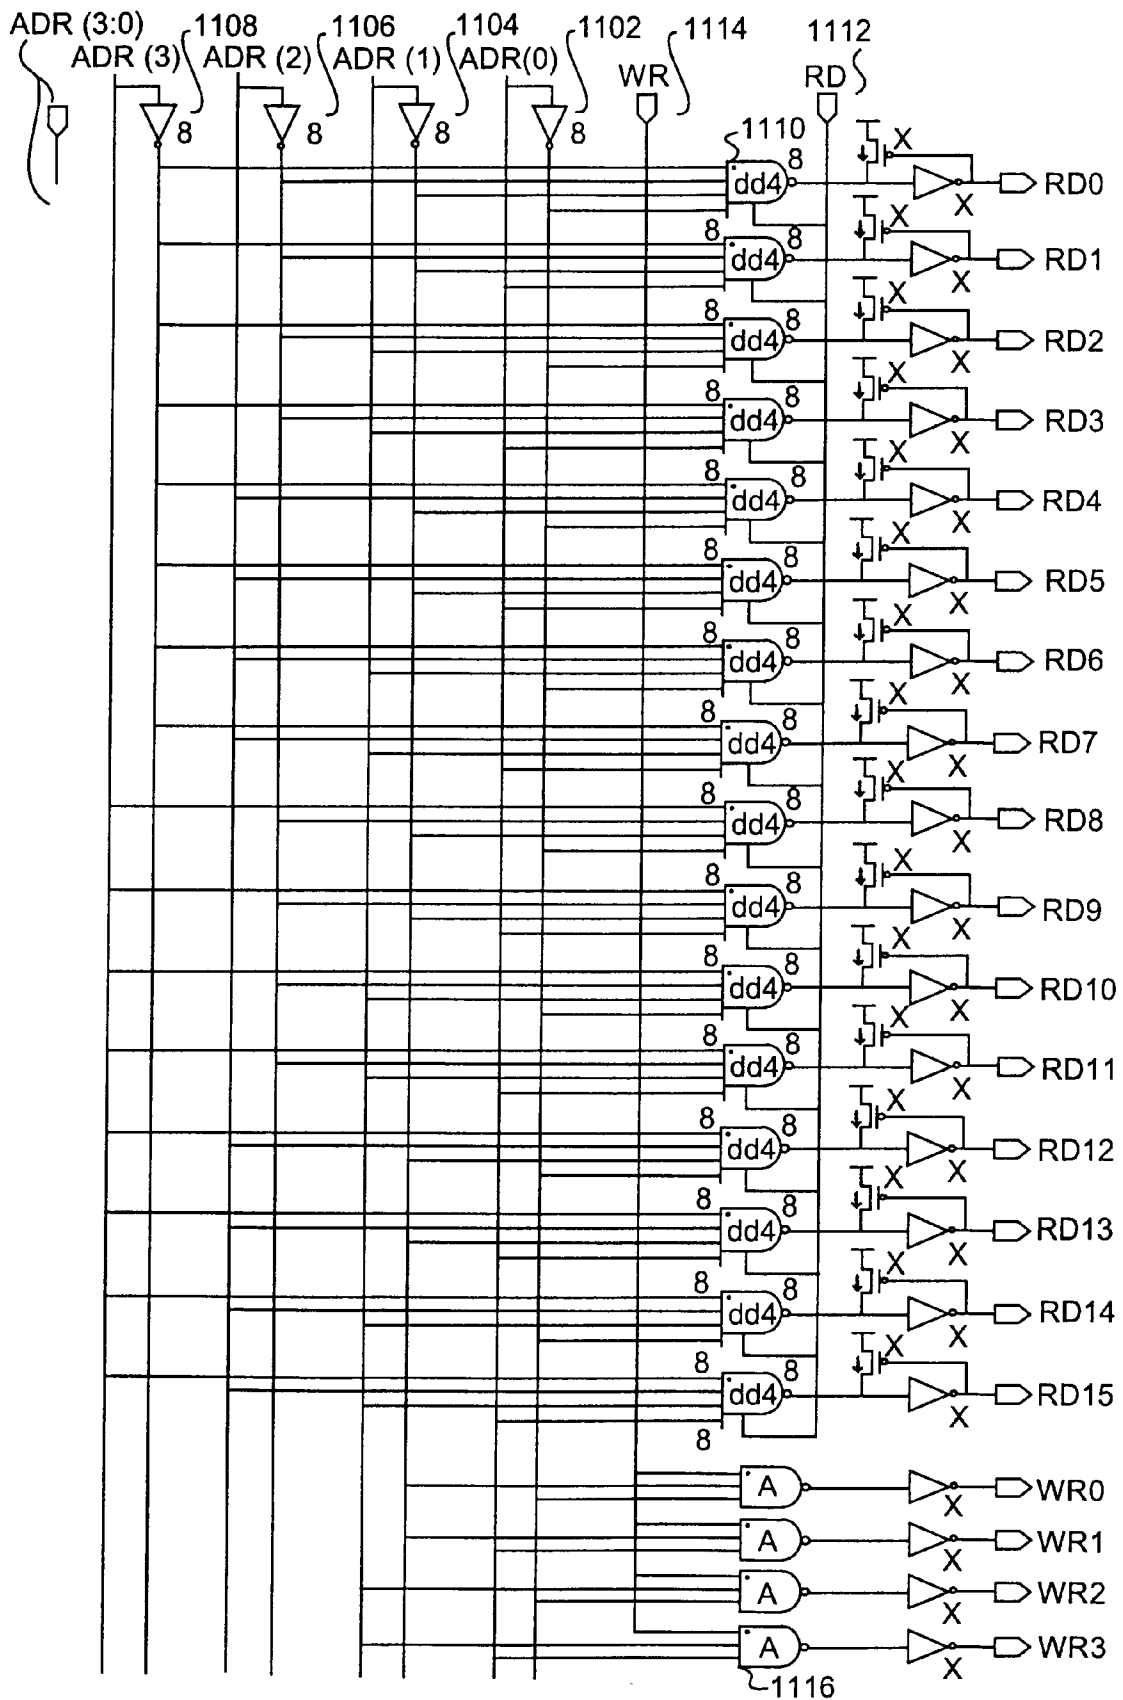 ADR (3:0) 1108 1106 1104 1102 1114 1112
ADR (3) ADR (2) ADR (1) ADR(0) WR RD
8 8 8 8
1110
8 dd4 X X RD0
8 dd4 8 X X RD1
8 dd4 8 X X RD2
8 dd4 8 X X RD3
8 dd4 8 X X RD4
8 dd4 8 X X RD5
8 dd4 8 X X RD6
8 dd4 8 X X RD7
8 dd4 8 X X RD8
8 dd4 8 X X RD9
8 dd4 8 X X RD10
8 dd4 8 X X RD11
8 dd4 8 X X RD12
8 dd4 8 X X RD13
8 dd4 8 X X RD14
8 dd4 8 X X RD15
8
A X WR0
A X WR1
A X WR2
A X WR3
1116